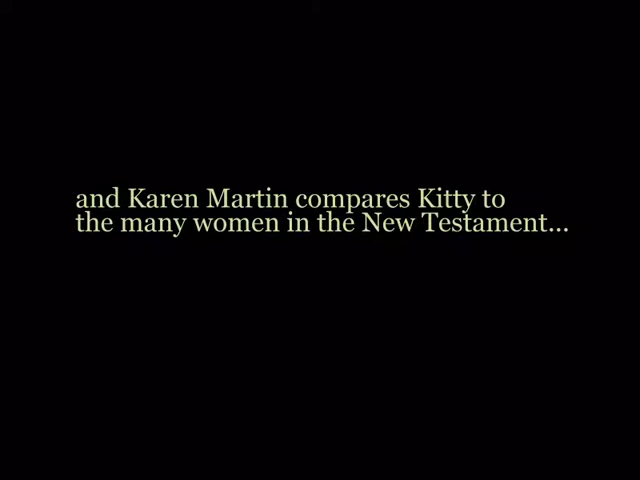 and Karen Martin compares Kitty to
the many women in the New Testament...